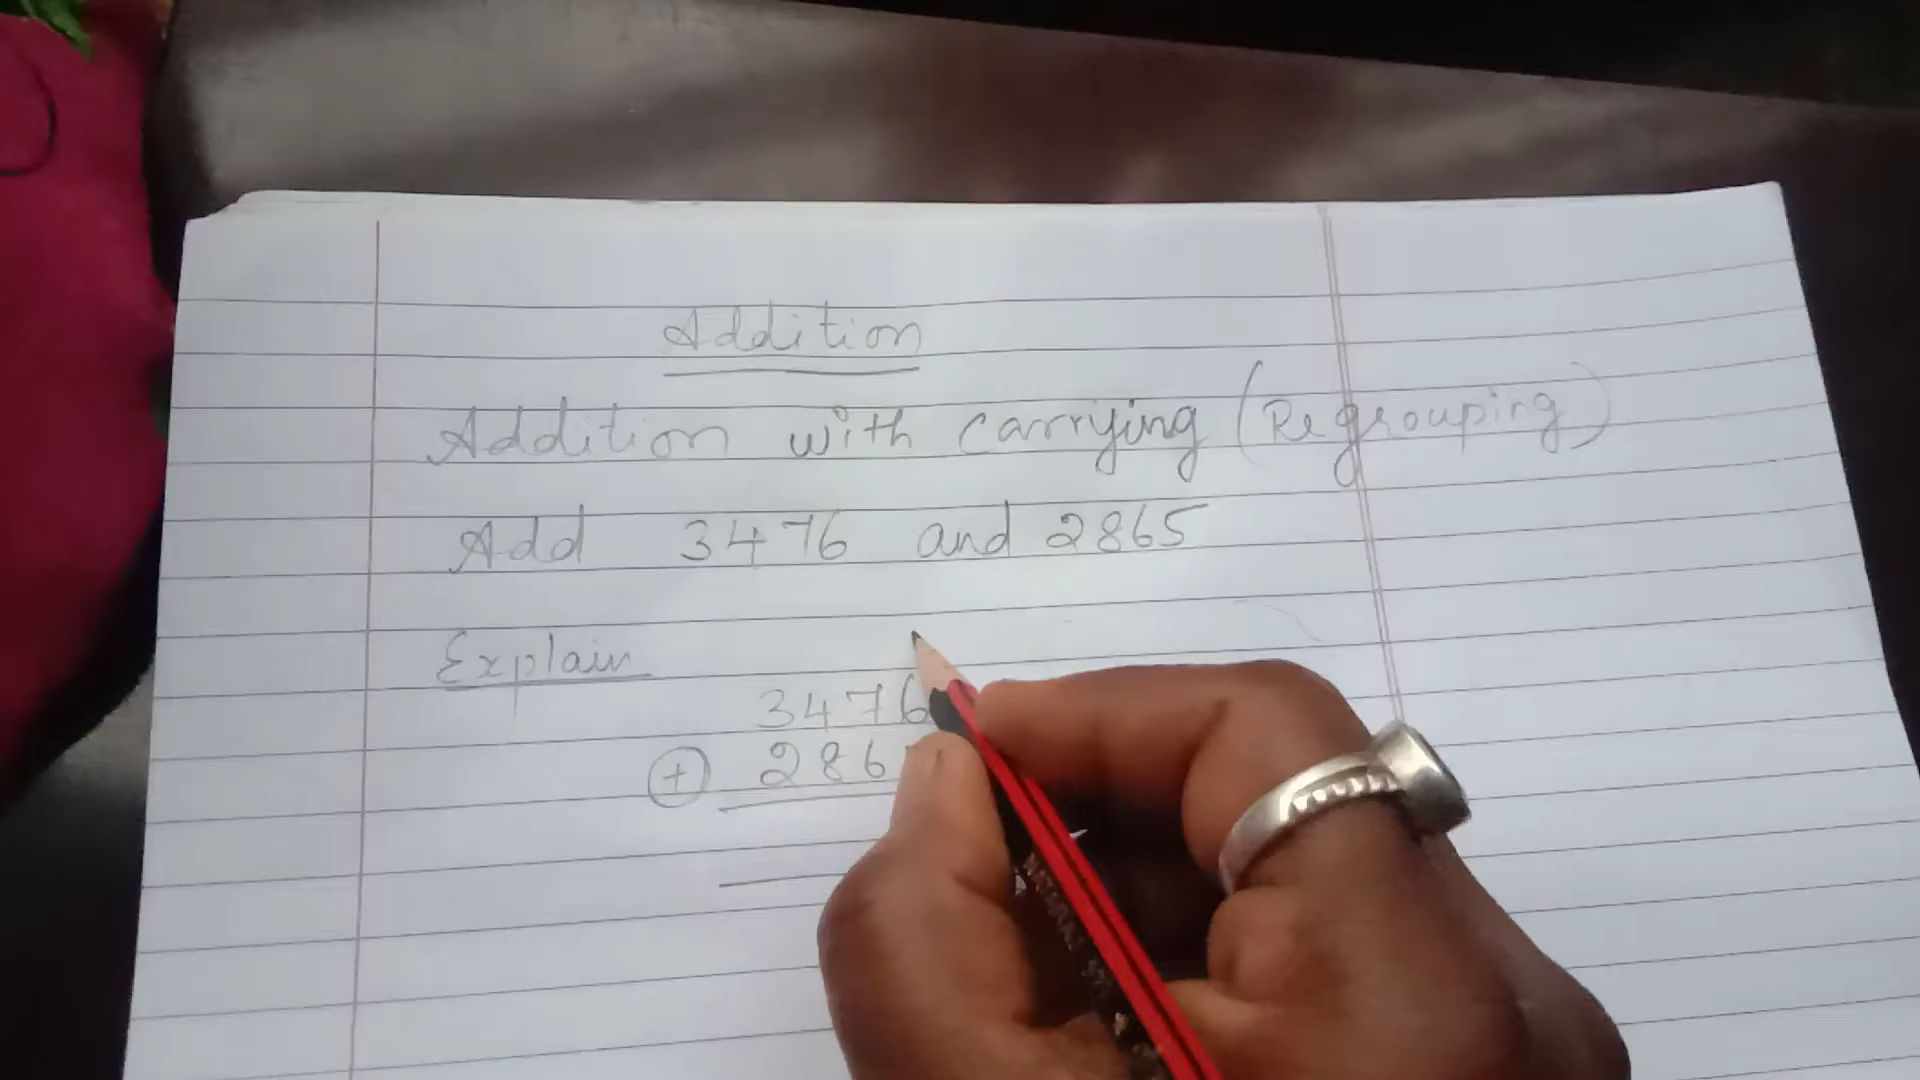 Addition
Addition with carrying (Regrouping)
Add 3476 and 2865
Explain
3476
+ 286